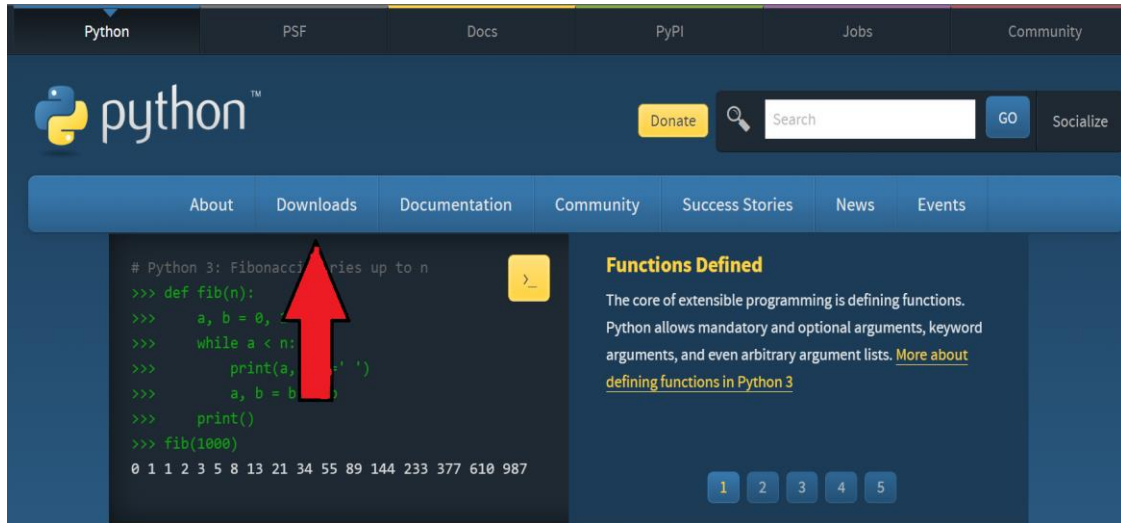 Python PSF Docs PyPI Jobs Community
python™
Donate Search GO Socialize
About Downloads Documentation Community Success Stories News Events
# Python 3: Fibonacci ries up to n
>>> def fib(n):
>>> a, b = 0,
>>> while a < n:
>>> print(a, =' ')
>>> a, b = b
>>> print()
>>> fib(1000)
0 1 1 2 3 5 8 13 21 34 55 89 144 233 377 610 987
>_
Functions Defined
The core of extensible programming is defining functions.
Python allows mandatory and optional arguments, keyword
arguments, and even arbitrary argument lists. More about
defining functions in Python 3
1 2 3 4 5